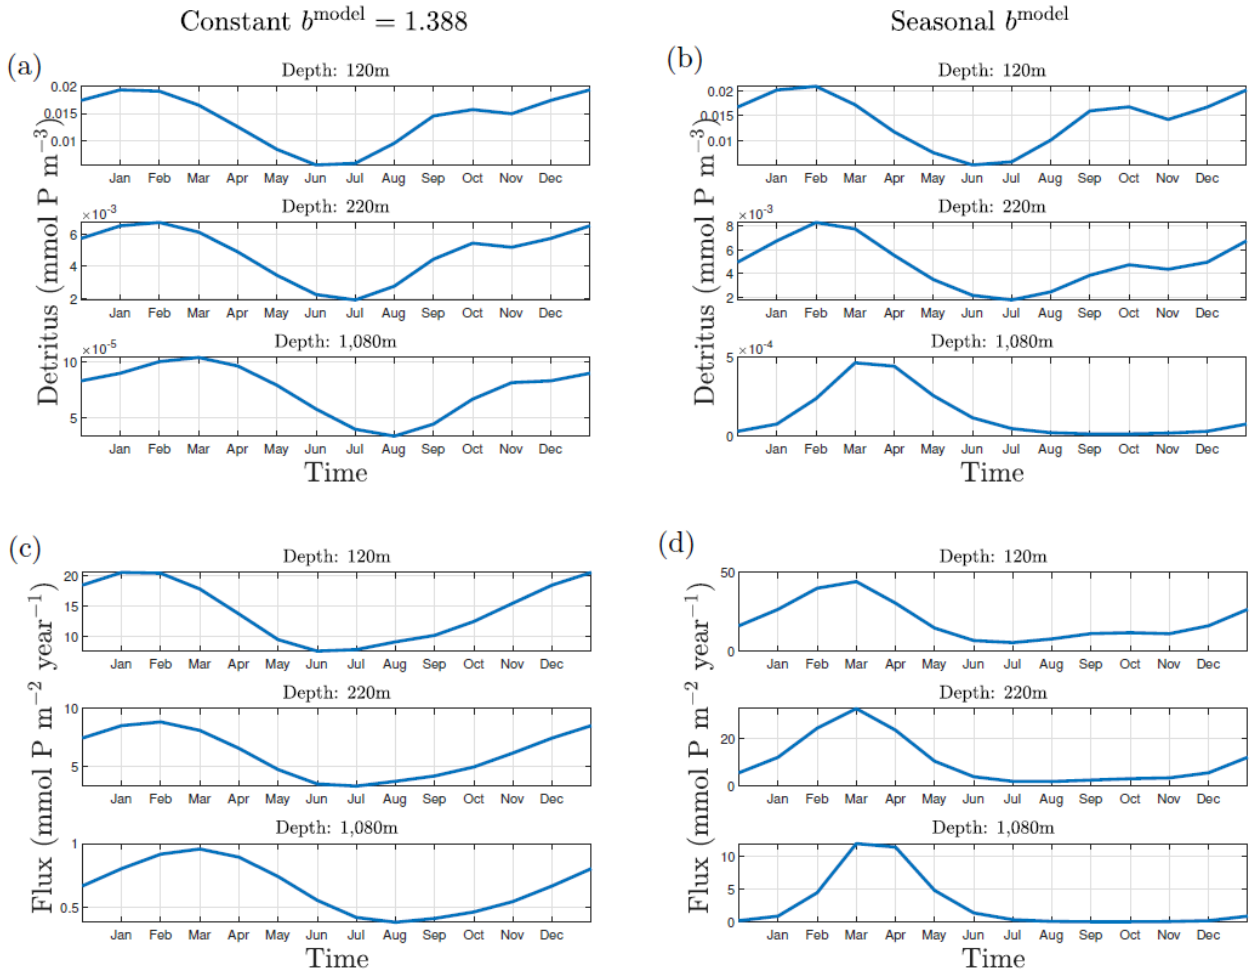 Constant b^model = 1.388
Seasonal b^model
(a)
Depth: 120m
0.02
0.015
0.01
Jan Feb Mar Apr May Jun Jul Aug Sep Oct Nov Dec
Depth: 220m
×10^-3
6
4
2
Jan Feb Mar Apr May Jun Jul Aug Sep Oct Nov Dec
Depth: 1,080m
×10^-5
10
5
Jan Feb Mar Apr May Jun Jul Aug Sep Oct Nov Dec
Detritus (mmol P m^−3)
Time
(b)
Depth: 120m
0.02
0.015
0.01
Jan Feb Mar Apr May Jun Jul Aug Sep Oct Nov Dec
Depth: 220m
×10^-3
8
6
4
2
Jan Feb Mar Apr May Jun Jul Aug Sep Oct Nov Dec
Depth: 1,080m
×10^-4
5
0
Jan Feb Mar Apr May Jun Jul Aug Sep Oct Nov Dec
Detritus (mmol P m^−3)
Time
(c)
Depth: 120m
20
15
10
Jan Feb Mar Apr May Jun Jul Aug Sep Oct Nov Dec
Depth: 220m
10
5
Jan Feb Mar Apr May Jun Jul Aug Sep Oct Nov Dec
Depth: 1,080m
1
0.5
Jan Feb Mar Apr May Jun Jul Aug Sep Oct Nov Dec
Flux (mmol P m^−2 year^−1)
Time
(d)
Depth: 120m
50
0
Jan Feb Mar Apr May Jun Jul Aug Sep Oct Nov Dec
Depth: 220m
20
0
Jan Feb Mar Apr May Jun Jul Aug Sep Oct Nov Dec
Depth: 1,080m
10
5
0
Jan Feb Mar Apr May Jun Jul Aug Sep Oct Nov Dec
Flux (mmol P m^−2 year^−1)
Time